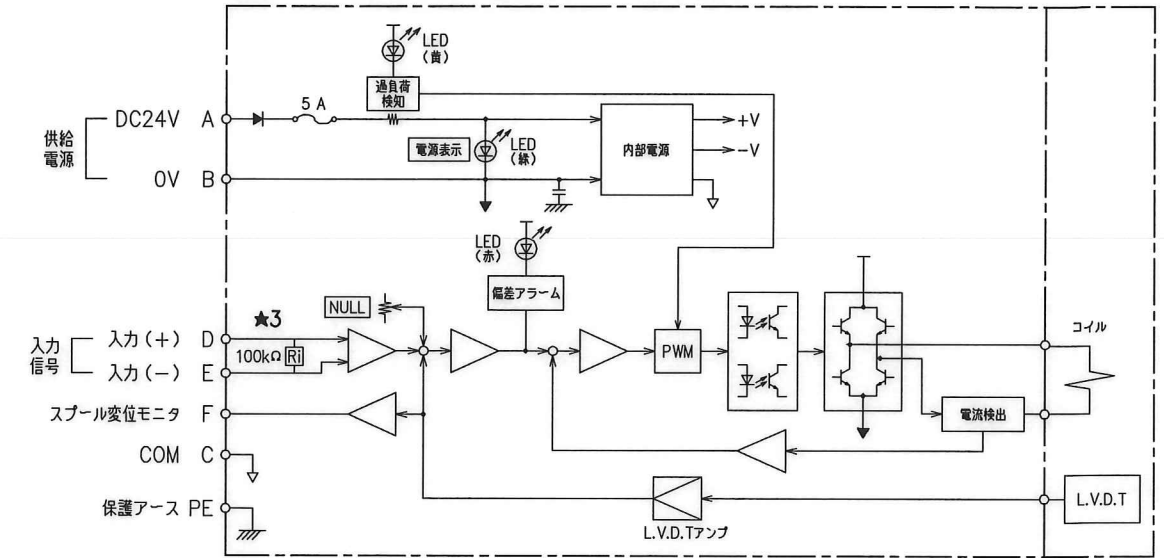 LED
(黄)
過負荷
検知
5 A
供給
電源
DC24V A
0V B
電源表示
LED
(緑)
内部電源
+V
-V
LED
(赤)
偏差アラーム
NULL
★3
入力
信号
入力(+) D
入力(-) E
100kΩ Ri
PWM
コイル
スプール変位モニタ F
電流検出
COM C
保護アース PE
L.V.D.Tアンプ
L.V.D.T